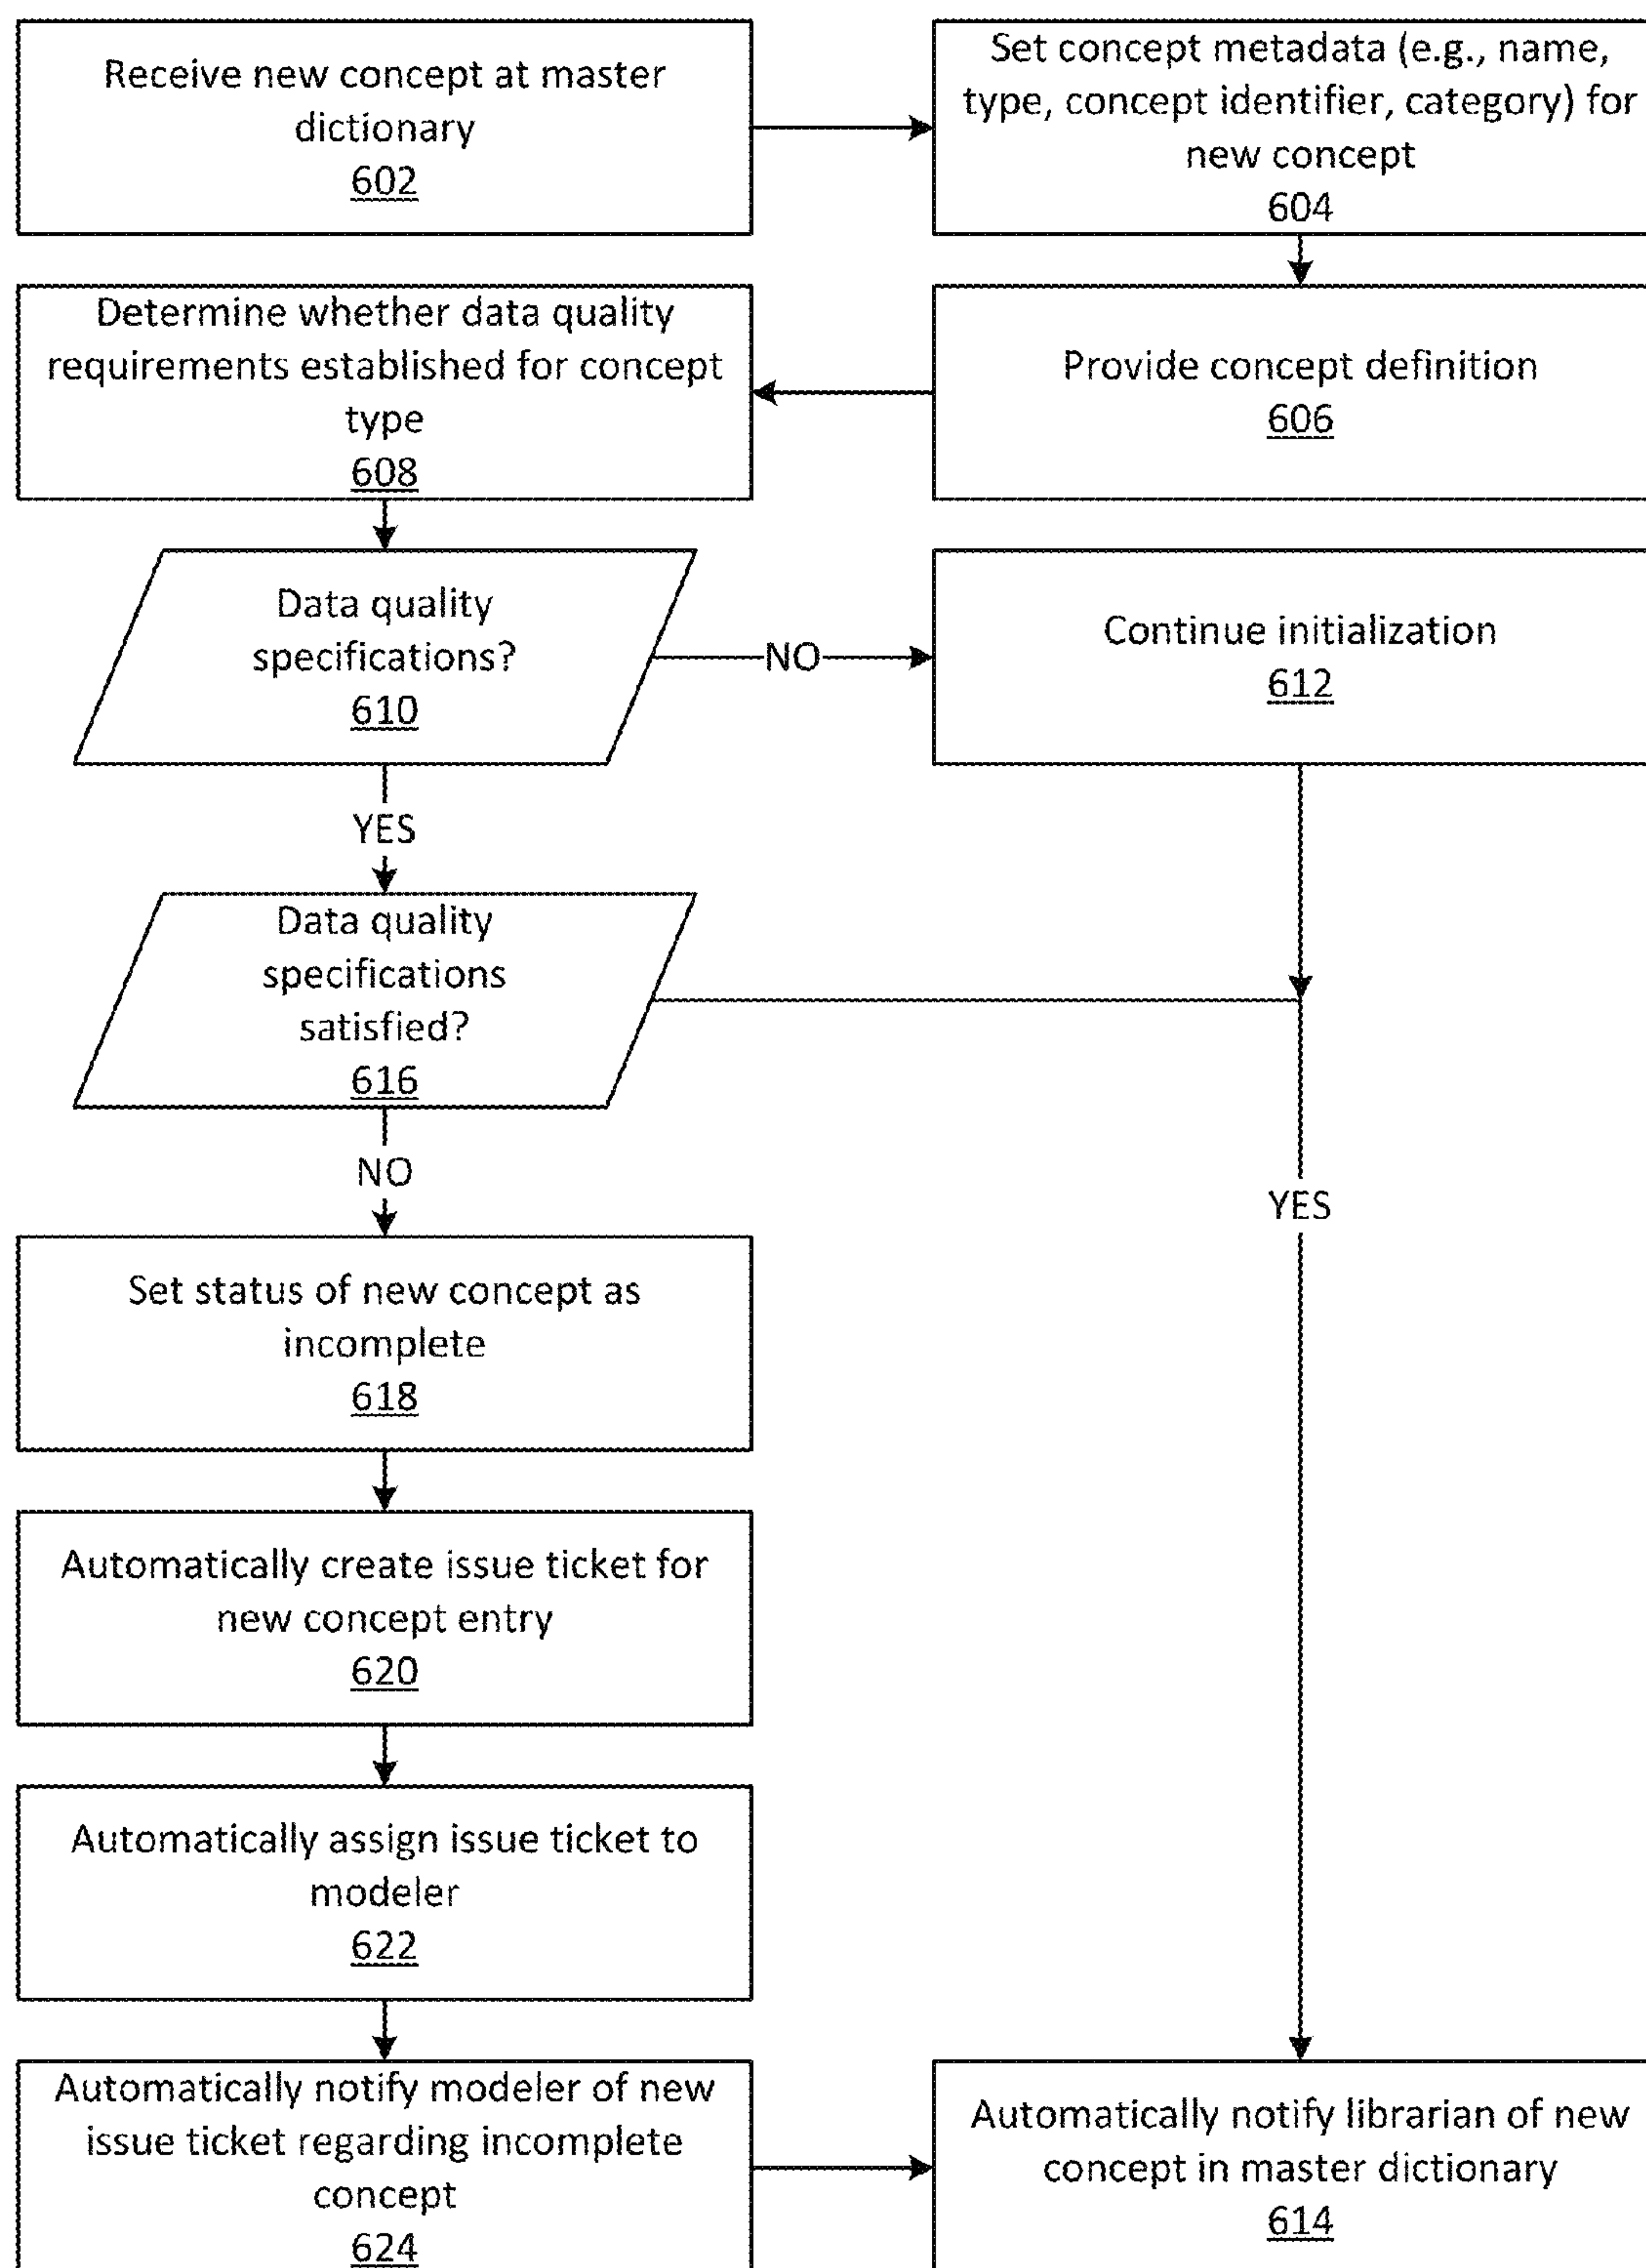 Receive new concept at master
dictionary
602
Set concept metadata (e.g., name,
type, concept identifier, category) for
new concept
604
Determine whether data quality
requirements established for concept
type
608
Provide concept definition
606
Data quality
specifications?
610
NO
Continue initialization
612
YES
Data quality
specifications
satisfied?
616
NO
YES
Set status of new concept as
incomplete
618
Automatically create issue ticket for
new concept entry
620
Automatically assign issue ticket to
modeler
622
Automatically notify modeler of new
issue ticket regarding incomplete
concept
624
Automatically notify librarian of new
concept in master dictionary
614